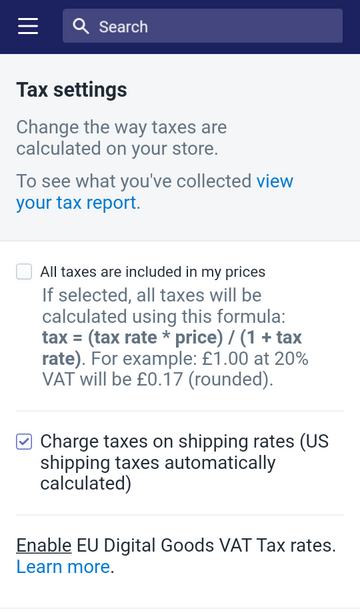 Search
Tax settings
Change the way taxes are
calculated on your store.
To see what you've collected view
your tax report.
All taxes are included in my prices
If selected, all taxes will be
calculated using this formula:
tax = (tax rate * price) / (1 + tax
rate). For example: £1.00 at 20%
VAT will be £0.17 (rounded).
Charge taxes on shipping rates (US
shipping taxes automatically
calculated)
Enable EU Digital Goods VAT Tax rates.
Learn more.